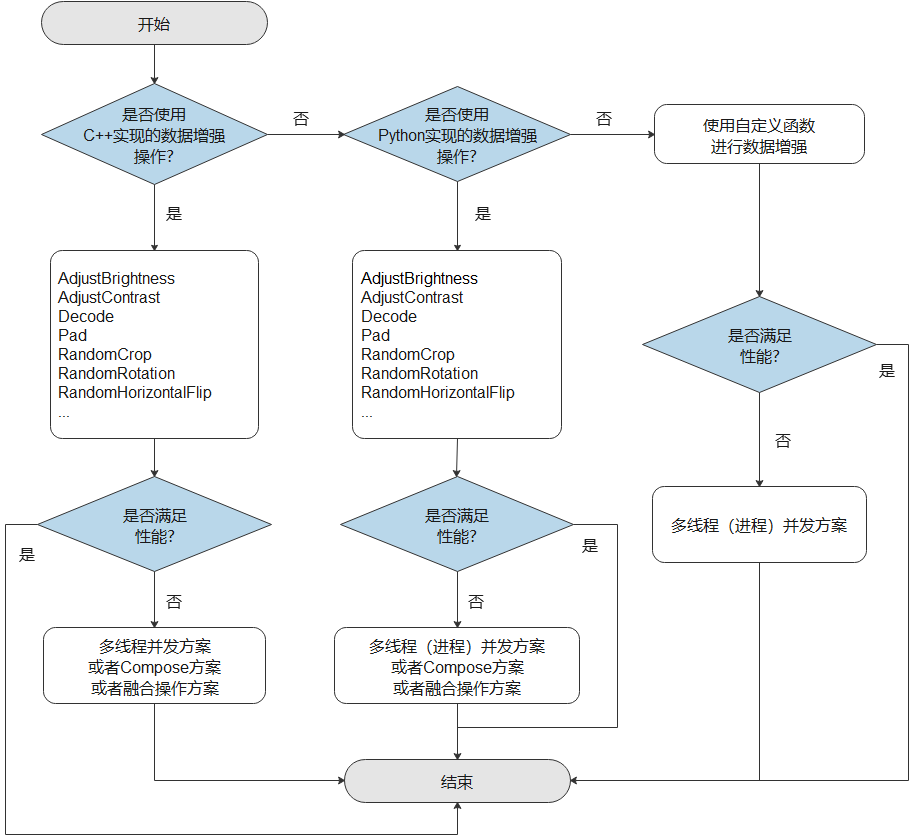 开始
是否使用
C++实现的数据增强
操作?
否
是否使用
Python实现的数据增强
操作?
否
使用自定义函数
进行数据增强
是
是
AdjustBrightness
AdjustContrast
Decode
Pad
RandomCrop
RandomRotation
RandomHorizontalFlip
...
AdjustBrightness
AdjustContrast
Decode
Pad
RandomCrop
RandomRotation
RandomHorizontalFlip
...
是否满足
性能?
是
否
是否满足
性能?
是
否
是否满足
性能?
是
否
多线程（进程）并发方案
多线程并发方案
或者Compose方案
或者融合操作方案
多线程（进程）并发方案
或者Compose方案
或者融合操作方案
结束